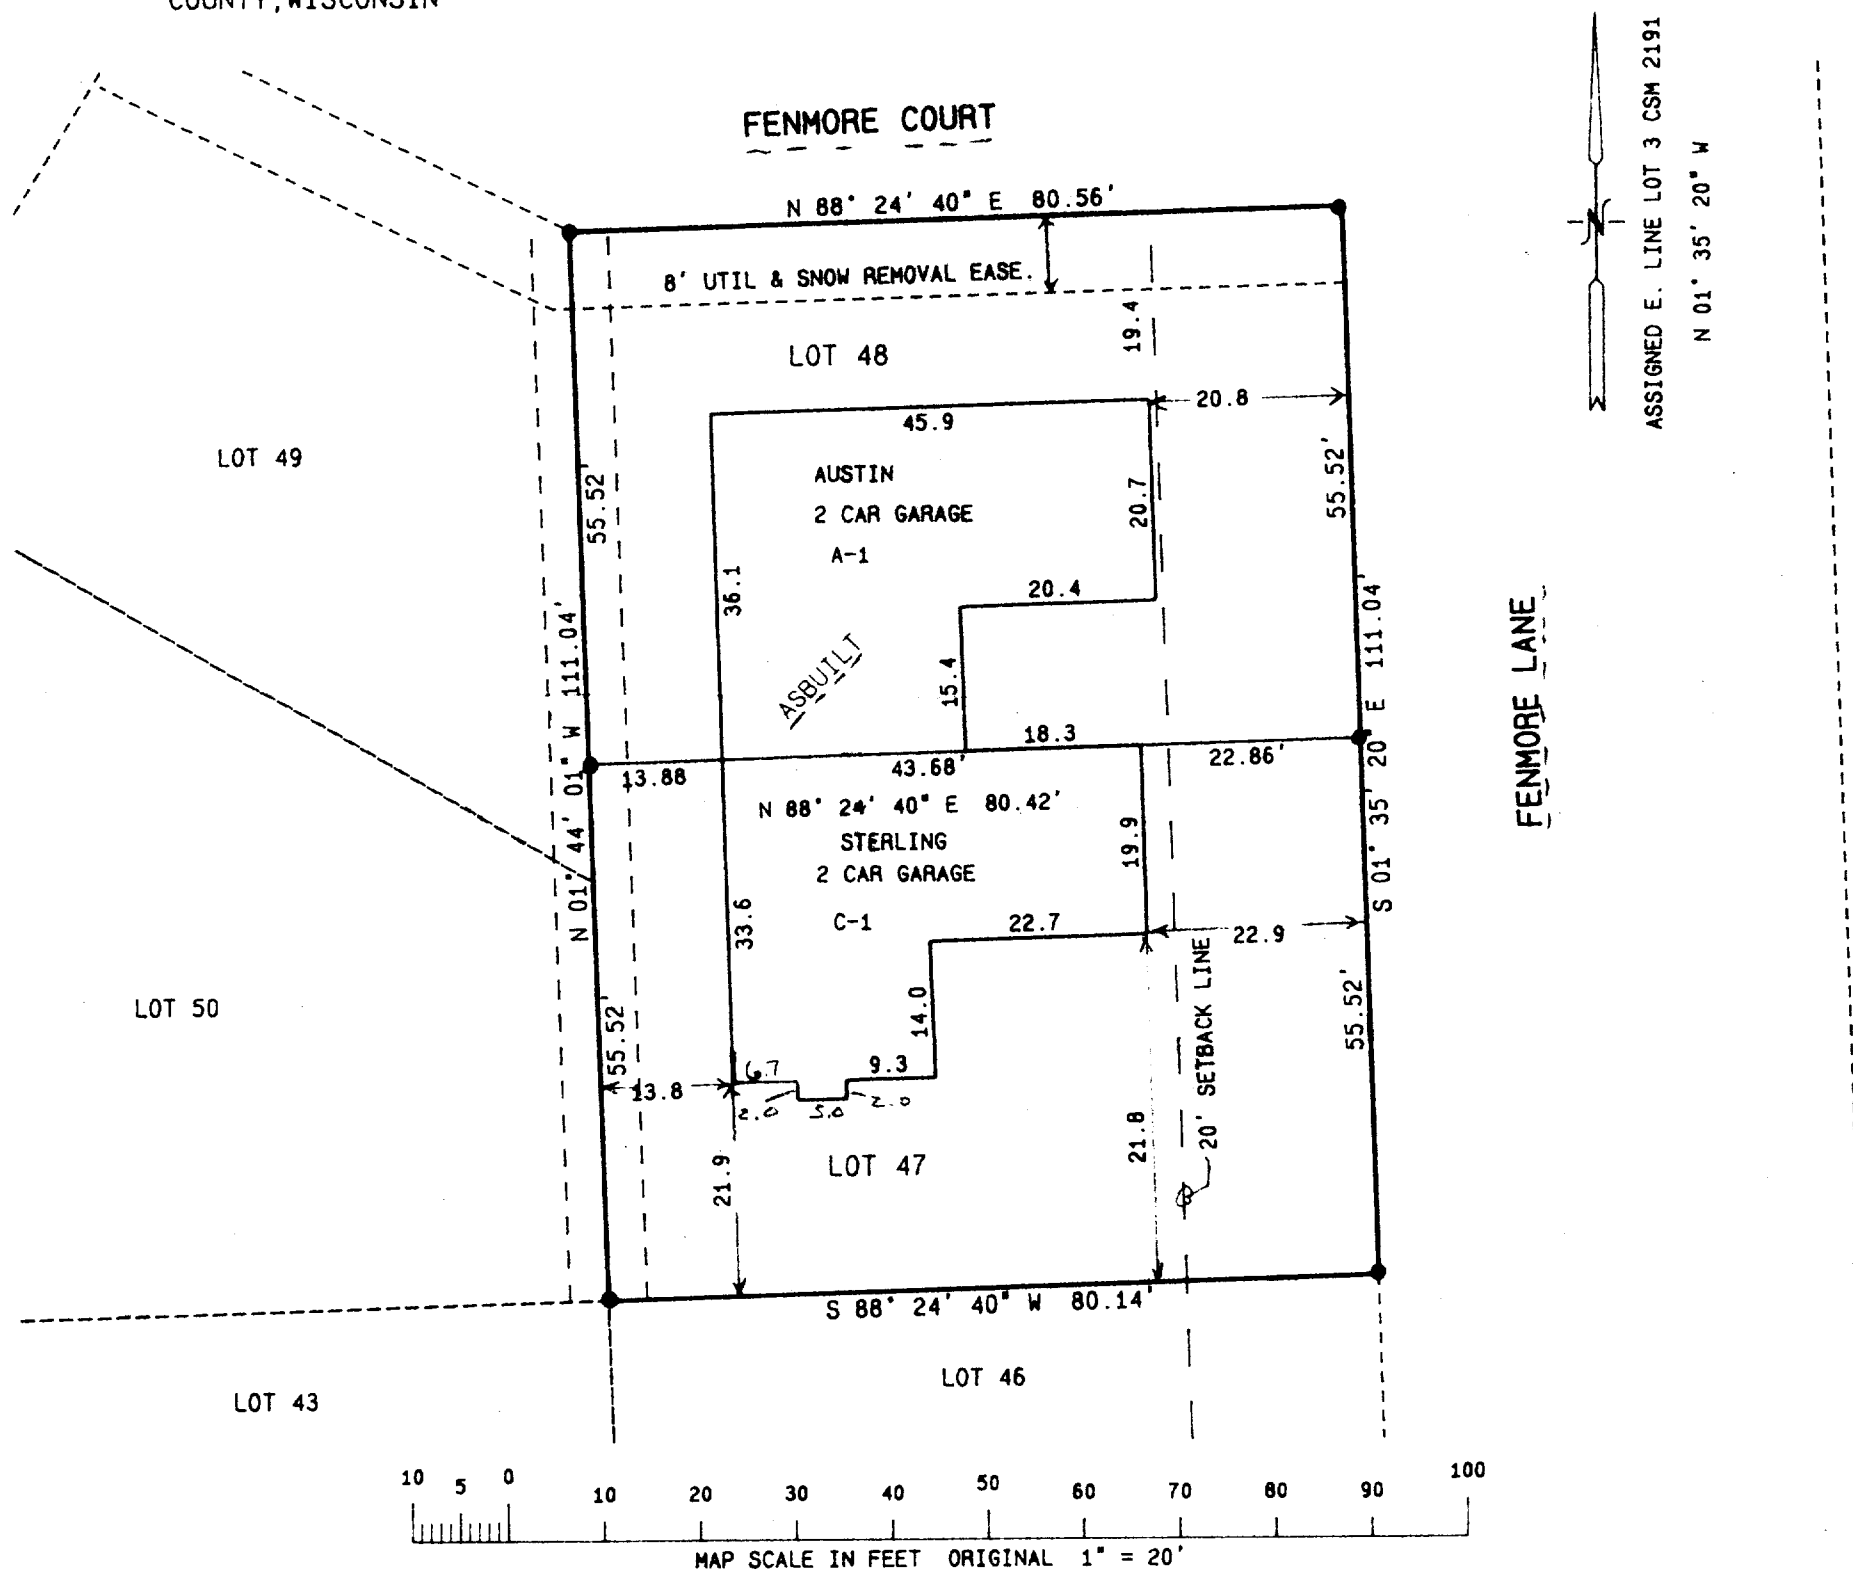 COUNTY, WISCONSIN
FENMORE COURT
N 88° 24' 40" E 80.56'
8' UTIL & SNOW REMOVAL EASE.
19.4
LOT 48
20.8
45.9
LOT 49
AUSTIN
2 CAR GARAGE
A-1
55.52'
20.7
55.52'
36.1
20.4
ASBUILT
15.4
N 01° 44' 01" W 111.04'
S 01° 35' 20" E 111.04'
FENMORE LANE
18.3
13.88
43.68'
22.86'
N 88° 24' 40" E 80.42'
STERLING
2 CAR GARAGE
C-1
19.9
33.6
22.7
22.9
LOT 50
14.0
55.52'
55.52'
20' SETBACK LINE
6.7
9.3
13.8
2.0
5.0
2.0
21.9
LOT 47
21.8
S 88° 24' 40" W 80.14'
LOT 46
LOT 43
10 5 0 10 20 30 40 50 60 70 80 90 100
MAP SCALE IN FEET ORIGINAL 1" = 20'
N
ASSIGNED E. LINE LOT 3 CSM 2191
N 01° 35' 20" W